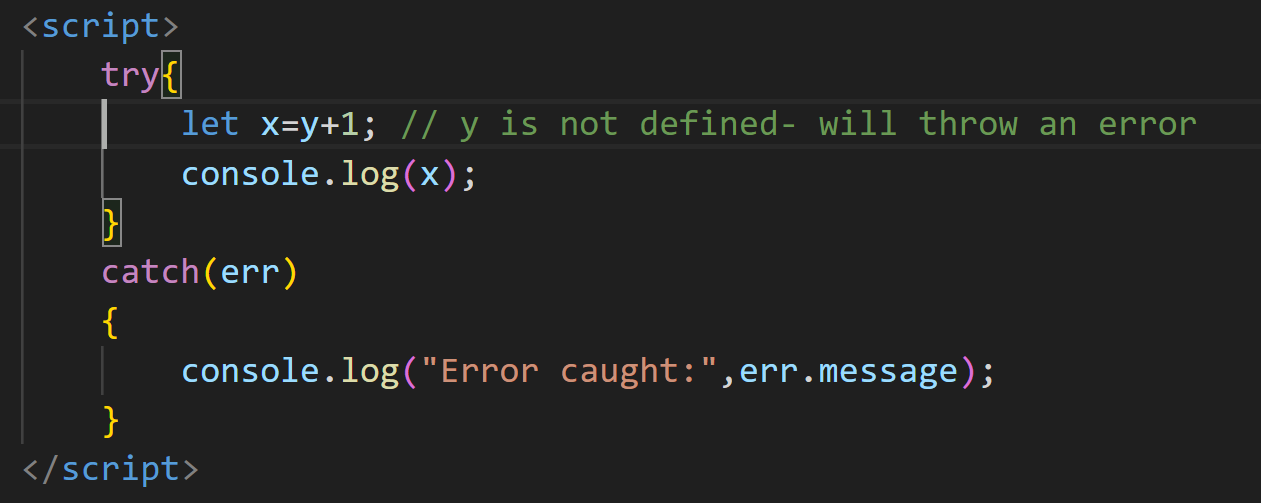 <script>
try{
let x=y+1; // y is not defined- will throw an error
console.log(x);
}
catch(err)
{
console.log("Error caught:",err.message);
}
</script>